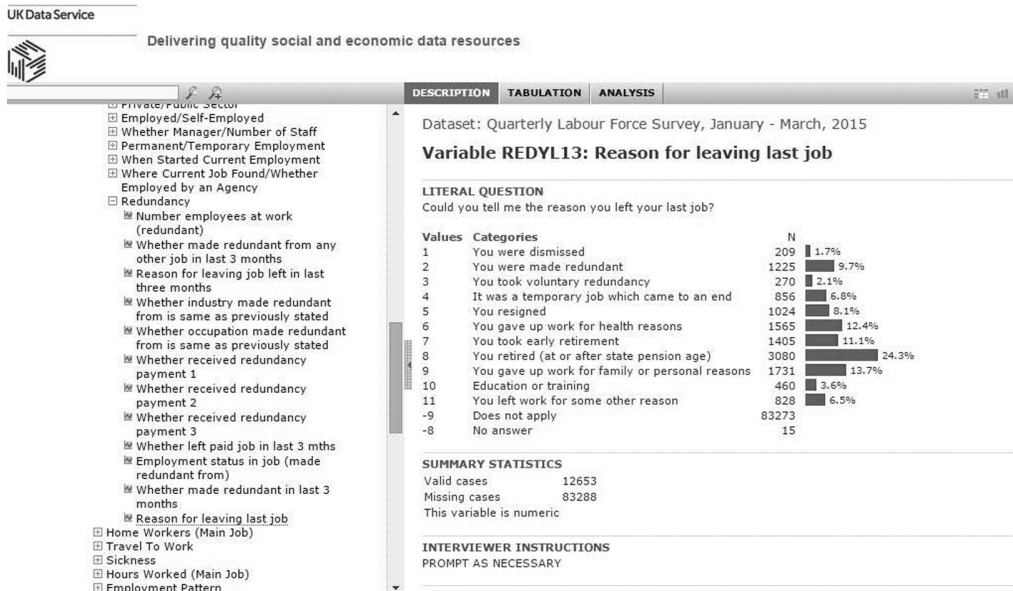 UK Data Service
Delivering quality social and economic data resources
DESCRIPTION TABULATION ANALYSIS
Private/Public Sector
Employed/Self-Employed
Whether Manager/Number of Staff
Permanent/Temporary Employment
When Started Current Employment
Where Current Job Found/Whether
Employed by an Agency
Redundancy
Number employees at work
(redundant)
Whether made redundant from any
other job in last 3 months
Reason for leaving job left in last
three months
Whether industry made redundant
from is same as previously stated
Whether occupation made redundant
from is same as previously stated
Whether received redundancy
payment 1
Whether received redundancy
payment 2
Whether received redundancy
payment 3
Whether left paid job in last 3 mths
Employment status in job (made
redundant from)
Whether made redundant in last 3
months
Reason for leaving last job
Home Workers (Main Job)
Travel To Work
Sickness
Hours Worked (Main Job)
Employment Pattern
Dataset: Quarterly Labour Force Survey, January - March, 2015
Variable REDYL13: Reason for leaving last job
LITERAL QUESTION
Could you tell me the reason you left your last job?
Values Categories N
1 You were dismissed 209 1.7%
2 You were made redundant 1225 9.7%
3 You took voluntary redundancy 270 2.1%
4 It was a temporary job which came to an end 856 6.8%
5 You resigned 1024 8.1%
6 You gave up work for health reasons 1565 12.4%
7 You took early retirement 1405 11.1%
8 You retired (at or after state pension age) 3080 24.3%
9 You gave up work for family or personal reasons 1731 13.7%
10 Education or training 460 3.6%
11 You left work for some other reason 828 6.5%
-9 Does not apply 83273
-8 No answer 15
SUMMARY STATISTICS
Valid cases 12653
Missing cases 83288
This variable is numeric
INTERVIEWER INSTRUCTIONS
PROMPT AS NECESSARY